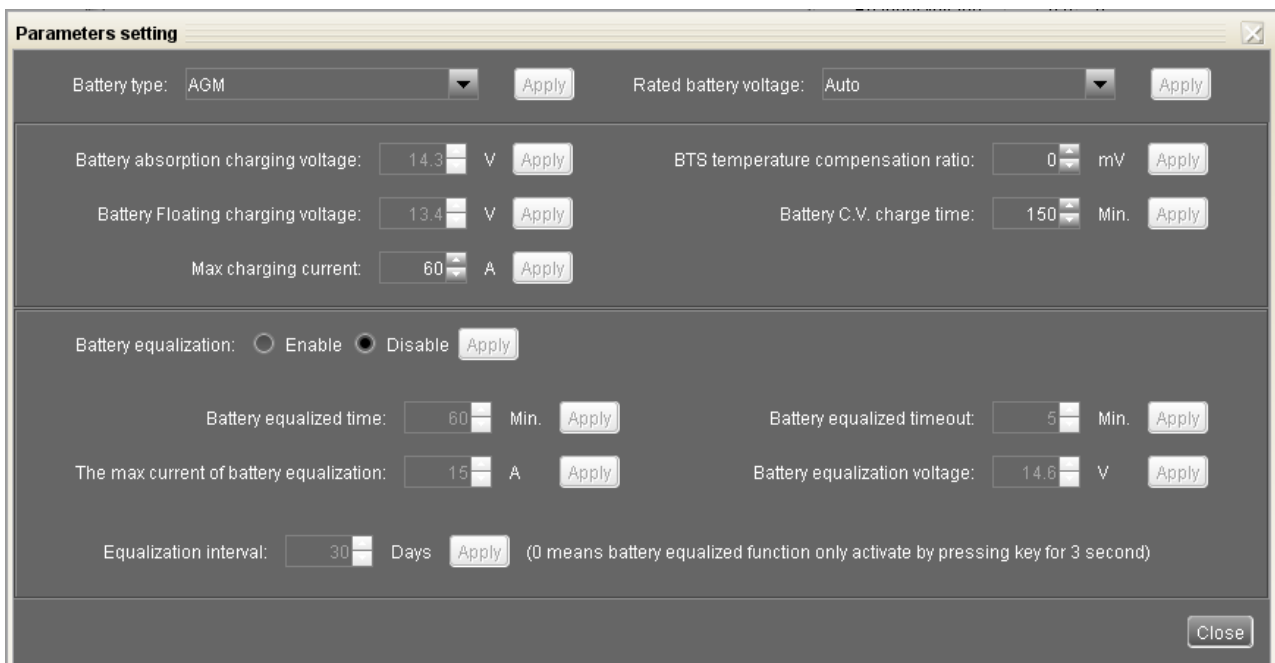 Parameters setting
Battery type: AGM Apply Rated battery voltage: Auto Apply
Battery absorption charging voltage: 14.3 V Apply BTS temperature compensation ratio: 0 mV Apply
Battery Floating charging voltage: 13.4 V Apply Battery C.V. charge time: 150 Min. Apply
Max charging current: 60 A Apply
Battery equalization: Enable Disable Apply
Battery equalized time: 60 Min. Apply Battery equalized timeout: 5 Min. Apply
The max current of battery equalization: 15 A Apply Battery equalization voltage: 14.6 V Apply
Equalization interval: 30 Days Apply (0 means battery equalized function only activate by pressing key for 3 second)
Close